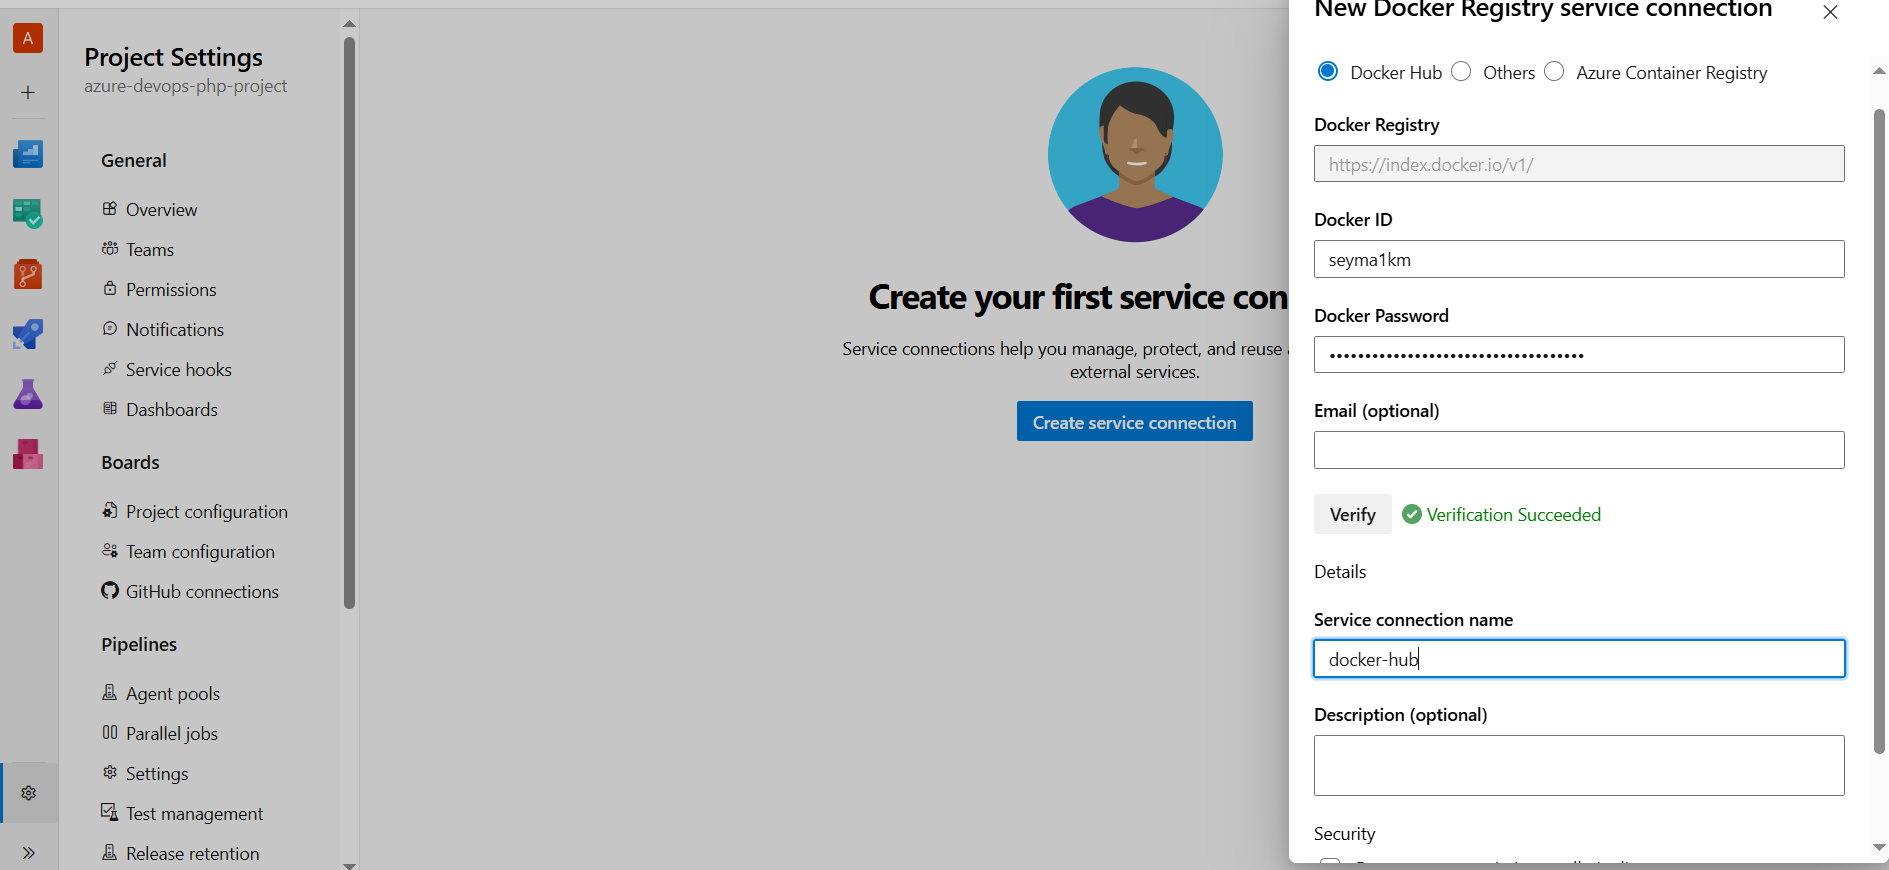 A
Project Settings
azure-devops-php-project
General
Overview
Teams
Permissions
Notifications
Service hooks
Dashboards
Boards
Project configuration
Team configuration
GitHub connections
Pipelines
Agent pools
Parallel jobs
Settings
Test management
Release retention
Create your first service con
Service connections help you manage, protect, and reuse
external services.
Create service connection
New Docker Registry service connection
Docker Hub Others Azure Container Registry
Docker Registry
https://index.docker.io/v1/
Docker ID
seyma1km
Docker Password
••••••••••••••••••••••••••••••••••••
Email (optional)
Verify Verification Succeeded
Details
Service connection name
docker-hub
Description (optional)
Security